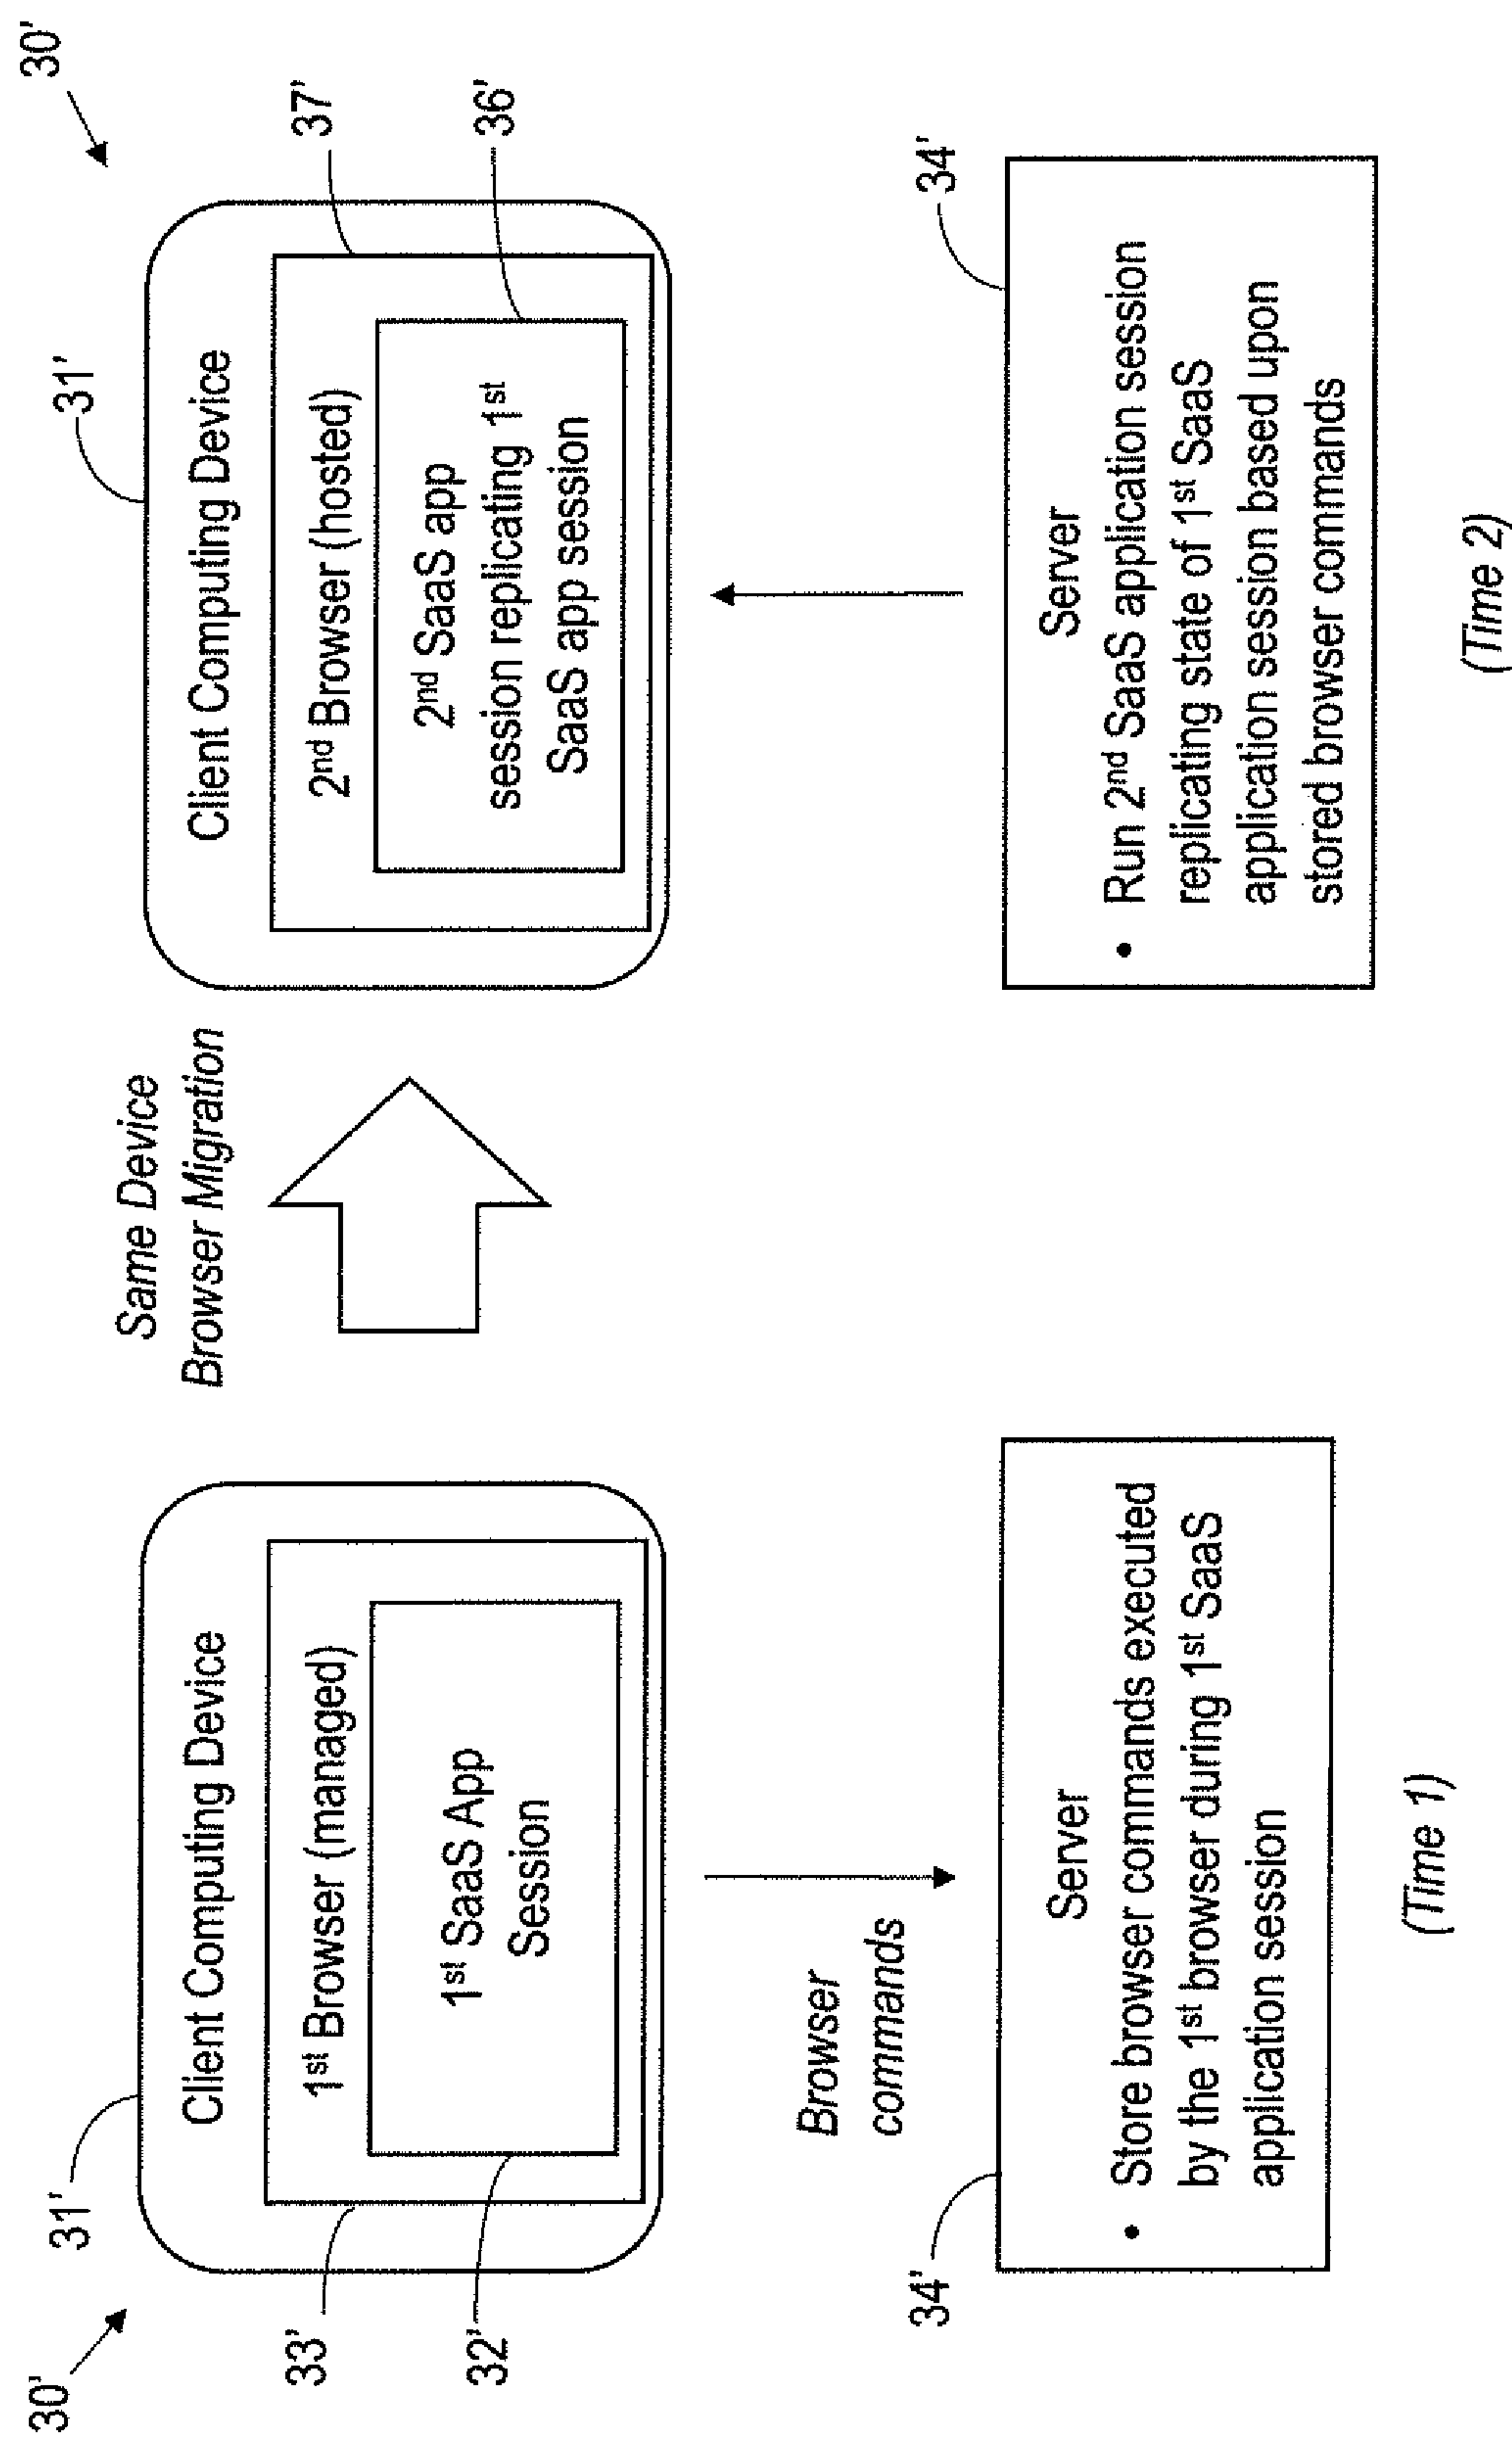 30'
31'
Client Computing Device
1st Browser (managed)
1st SaaS App
Session
33'
32'
Browser
commands
34'
Server
• Store browser commands executed
by the 1st browser during 1st SaaS
application session
(Time 1)
Same Device
Browser Migration
30'
31'
Client Computing Device
2nd Browser (hosted)
2nd SaaS app
session replicating 1st
SaaS app session
37'
36'
34'
Server
• Run 2nd SaaS application session
replicating state of 1st SaaS
application session based upon
stored browser commands
(Time 2)